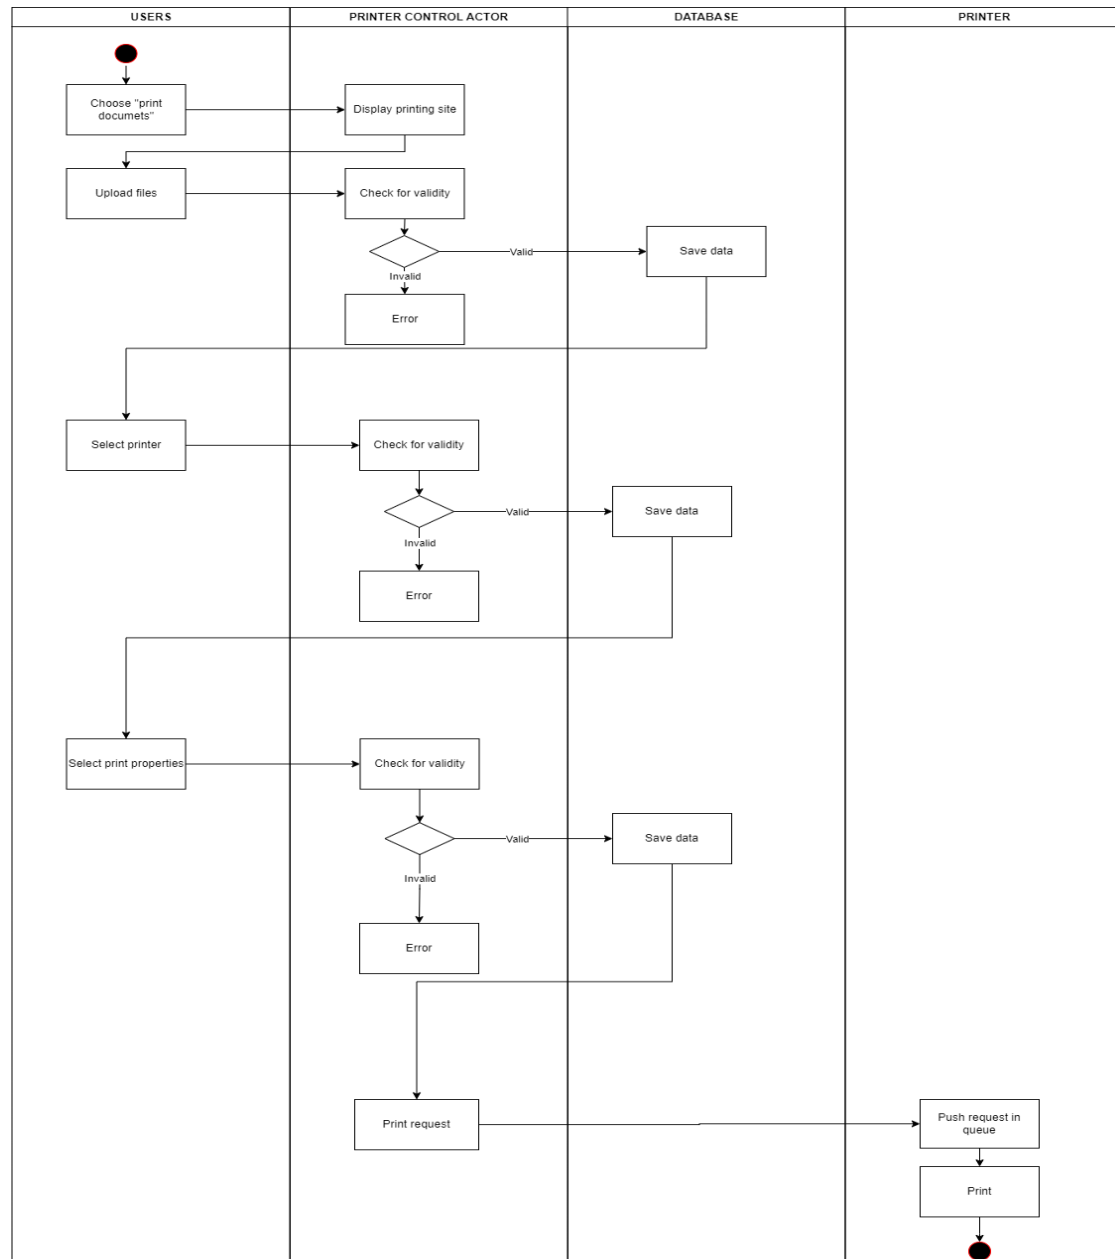 USERS
PRINTER CONTROL ACTOR
DATABASE
PRINTER
Choose "print
documets"
Display printing site
Upload files
Check for validity
Valid
Save data
Invalid
Error
Select printer
Check for validity
Valid
Save data
Invalid
Error
Select print properties
Check for validity
Valid
Save data
Invalid
Error
Print request
Push request in
queue
Print